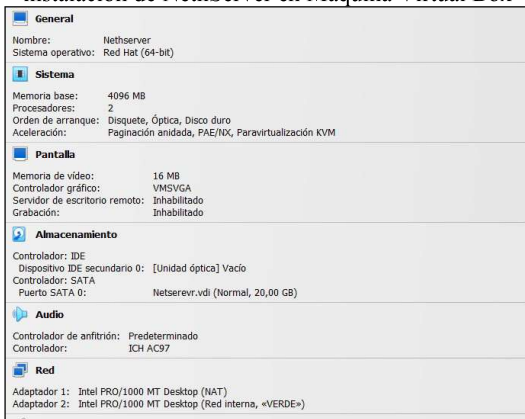 Instalación de NethServer en Maquina Virtual Box
General
Nombre: Nethserver
Sistema operativo: Red Hat (64-bit)
Sistema
Memoria base: 4096 MB
Procesadores: 2
Orden de arranque: Disquete, Óptica, Disco duro
Aceleración: Paginación anidada, PAE/NX, Paravirtualización KVM
Pantalla
Memoria de vídeo: 16 MB
Controlador gráfico: VMSVGA
Servidor de escritorio remoto: Inhabilitado
Grabación: Inhabilitado
Almacenamiento
Controlador: IDE
Dispositivo IDE secundario 0: [Unidad óptica] Vacío
Controlador: SATA
Puerto SATA 0: Netserevr.vdi (Normal, 20,00 GB)
Audio
Controlador de anfitrión: Predeterminado
Controlador: ICH AC97
Red
Adaptador 1: Intel PRO/1000 MT Desktop (NAT)
Adaptador 2: Intel PRO/1000 MT Desktop (Red interna, «VERDE»)